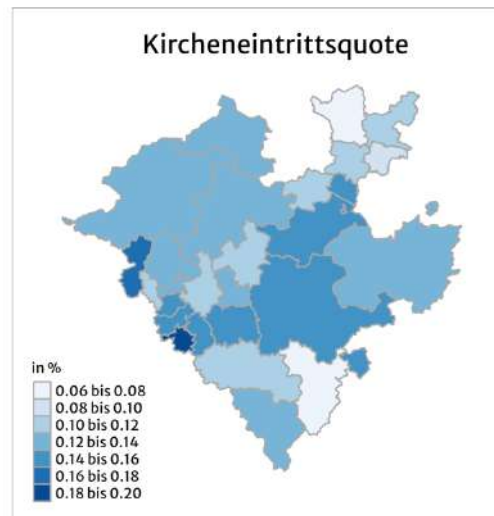 Kircheneintrittsquote
in %
0.06 bis 0.08
0.08 bis 0.10
0.10 bis 0.12
0.12 bis 0.14
0.14 bis 0.16
0.16 bis 0.18
0.18 bis 0.20